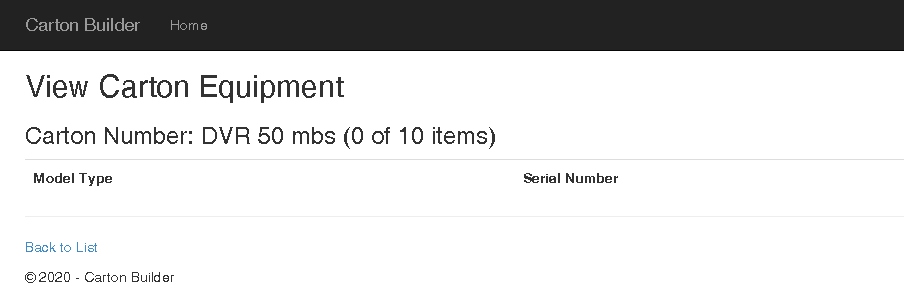 Carton Builder Home
View Carton Equipment
Carton Number: DVR 50 mbs (0 of 10 items)
Model Type Serial Number
Back to List
© 2020 - Carton Builder